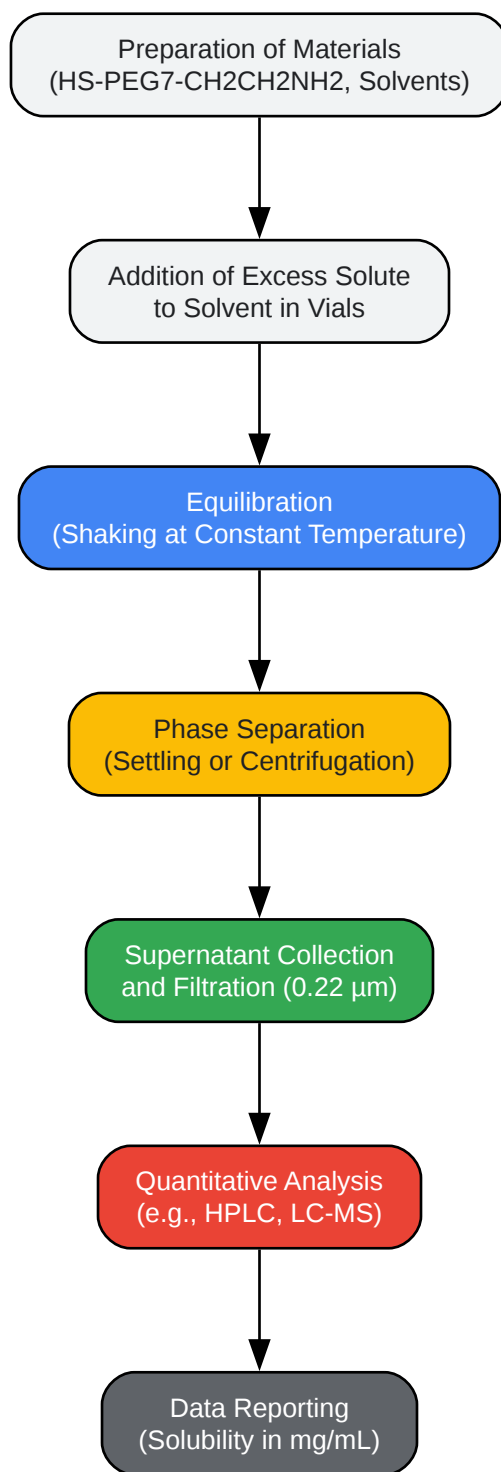 Preparation of Materials
(HS-PEG7-CH2CH2NH2, Solvents)
Addition of Excess Solute
to Solvent in Vials
Equilibration
(Shaking at Constant Temperature)
Phase Separation
(Settling or Centrifugation)
Supernatant Collection
and Filtration (0.22 µm)
Quantitative Analysis
(e.g., HPLC, LC-MS)
Data Reporting
(Solubility in mg/mL)